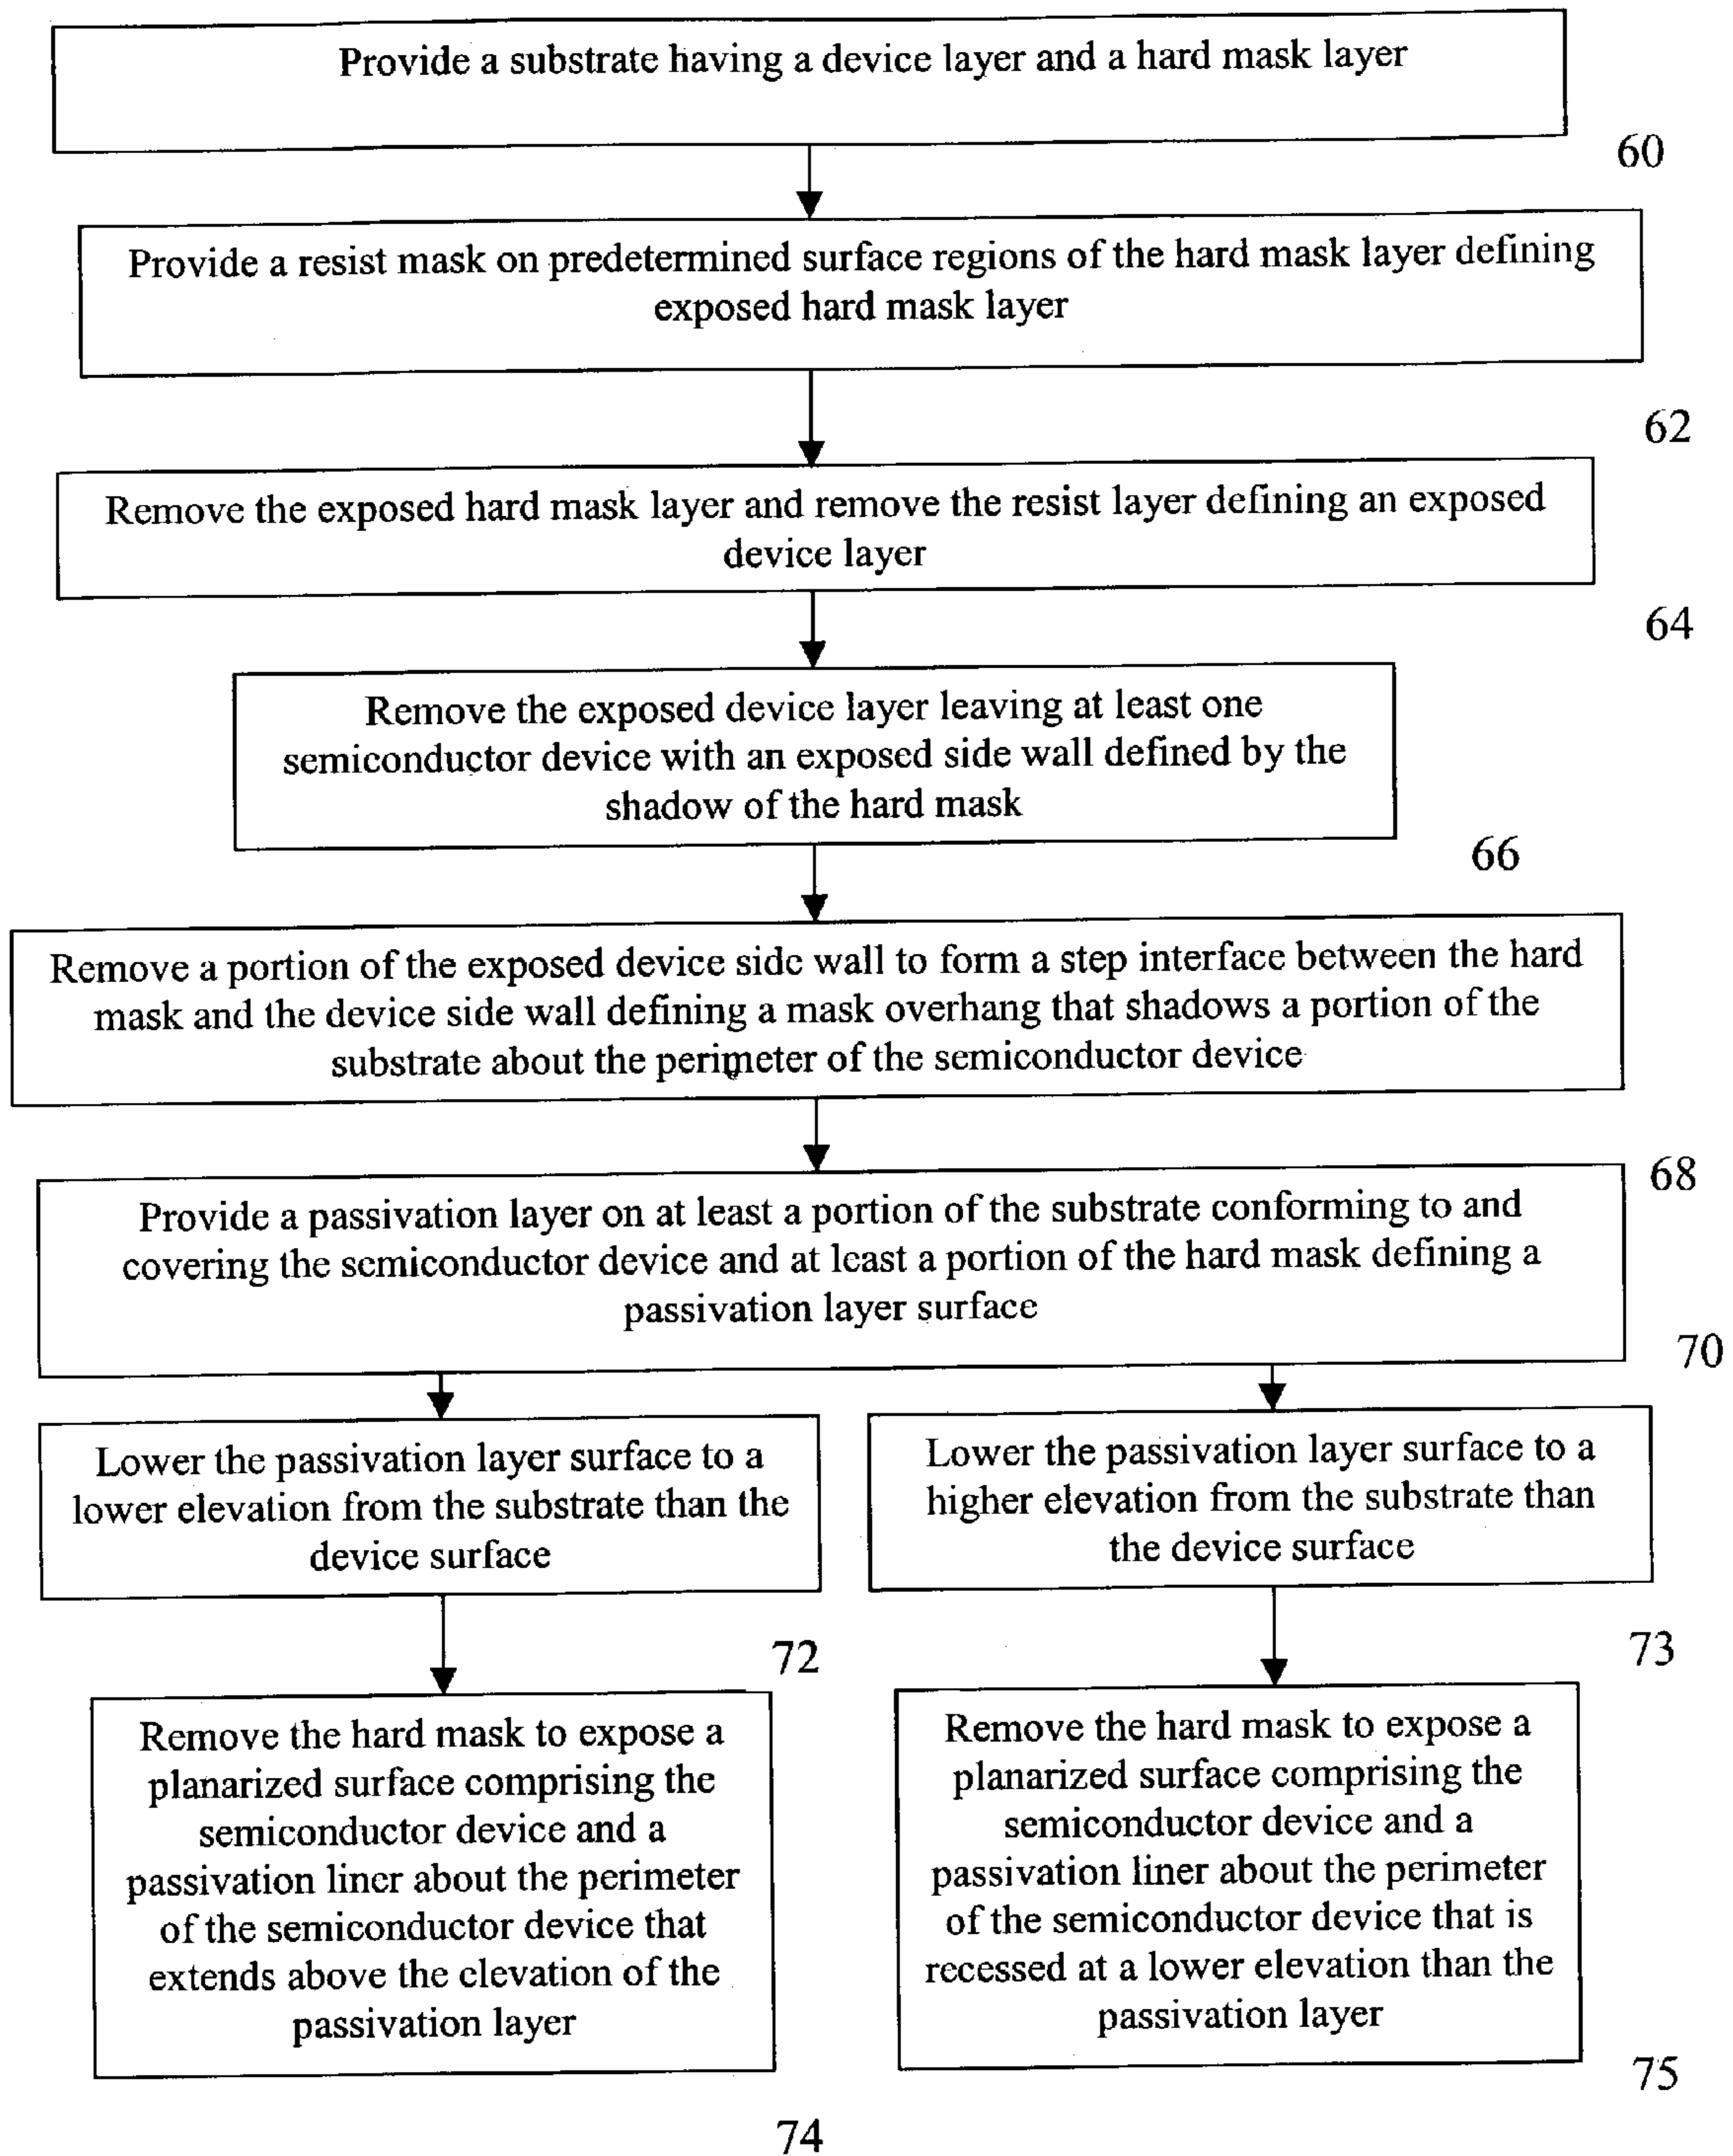 Provide a substrate having a device layer and a hard mask layer
60
Provide a resist mask on predetermined surface regions of the hard mask layer defining
exposed hard mask layer
62
Remove the exposed hard mask layer and remove the resist layer defining an exposed
device layer
64
Remove the exposed device layer leaving at least one
semiconductor device with an exposed side wall defined by the
shadow of the hard mask
66
Remove a portion of the exposed device side wall to form a step interface between the hard
mask and the device side wall defining a mask overhang that shadows a portion of the
substrate about the perimeter of the semiconductor device
68
Provide a passivation layer on at least a portion of the substrate conforming to and
covering the semiconductor device and at least a portion of the hard mask defining a
passivation layer surface
70
Lower the passivation layer surface to a
lower elevation from the substrate than the
device surface
72
Lower the passivation layer surface to a
higher elevation from the substrate than
the device surface
73
Remove the hard mask to expose a
planarized surface comprising the
semiconductor device and a
passivation liner about the perimeter
of the semiconductor device that
extends above the elevation of the
passivation layer
74
Remove the hard mask to expose a
planarized surface comprising the
semiconductor device and a
passivation liner about the perimeter
of the semiconductor device that is
recessed at a lower elevation than the
passivation layer
75